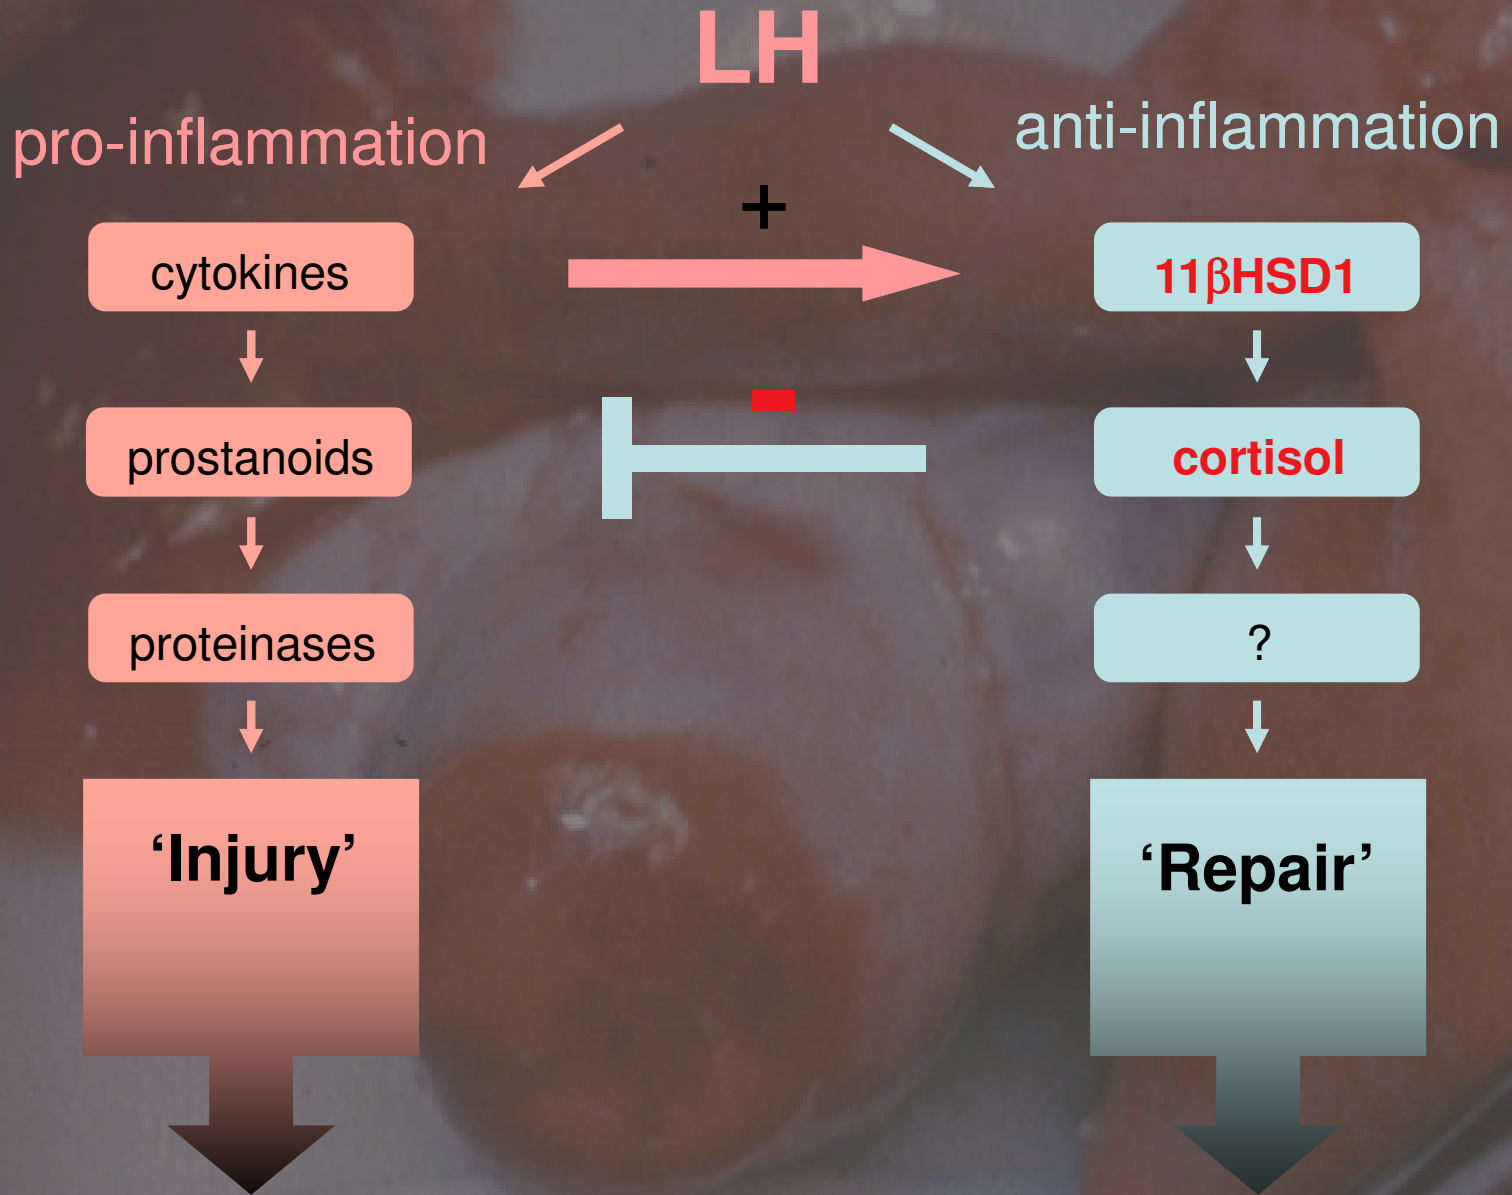 LH
pro-inflammation
anti-inflammation
+
cytokines
11βHSD1
-
prostanoids
cortisol
proteinases
?
‘Injury’
‘Repair’